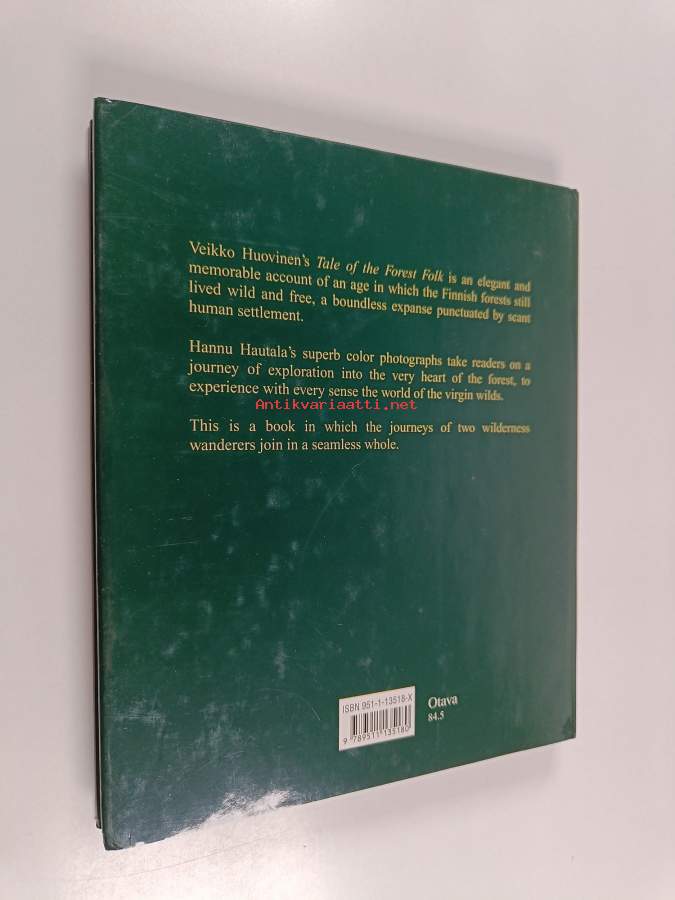 Veikko Huovinen's Tale of the Forest Folk is an elegant and
memorable account of an age in which the Finnish forests still
lived wild and free, a boundless expanse punctuated by scant
human settlement.
Hannu Hautala's superb color photographs take readers on a
journey of exploration into the very heart of the forest, to
experience with every sense the world of the virgin wilds.
Antikvariaatti.net
This is a book in which the journeys of two wilderness
wanderers join in a seamless whole.
ISBN 951-1-13518-X
9 789511 135180
Otava
84.5